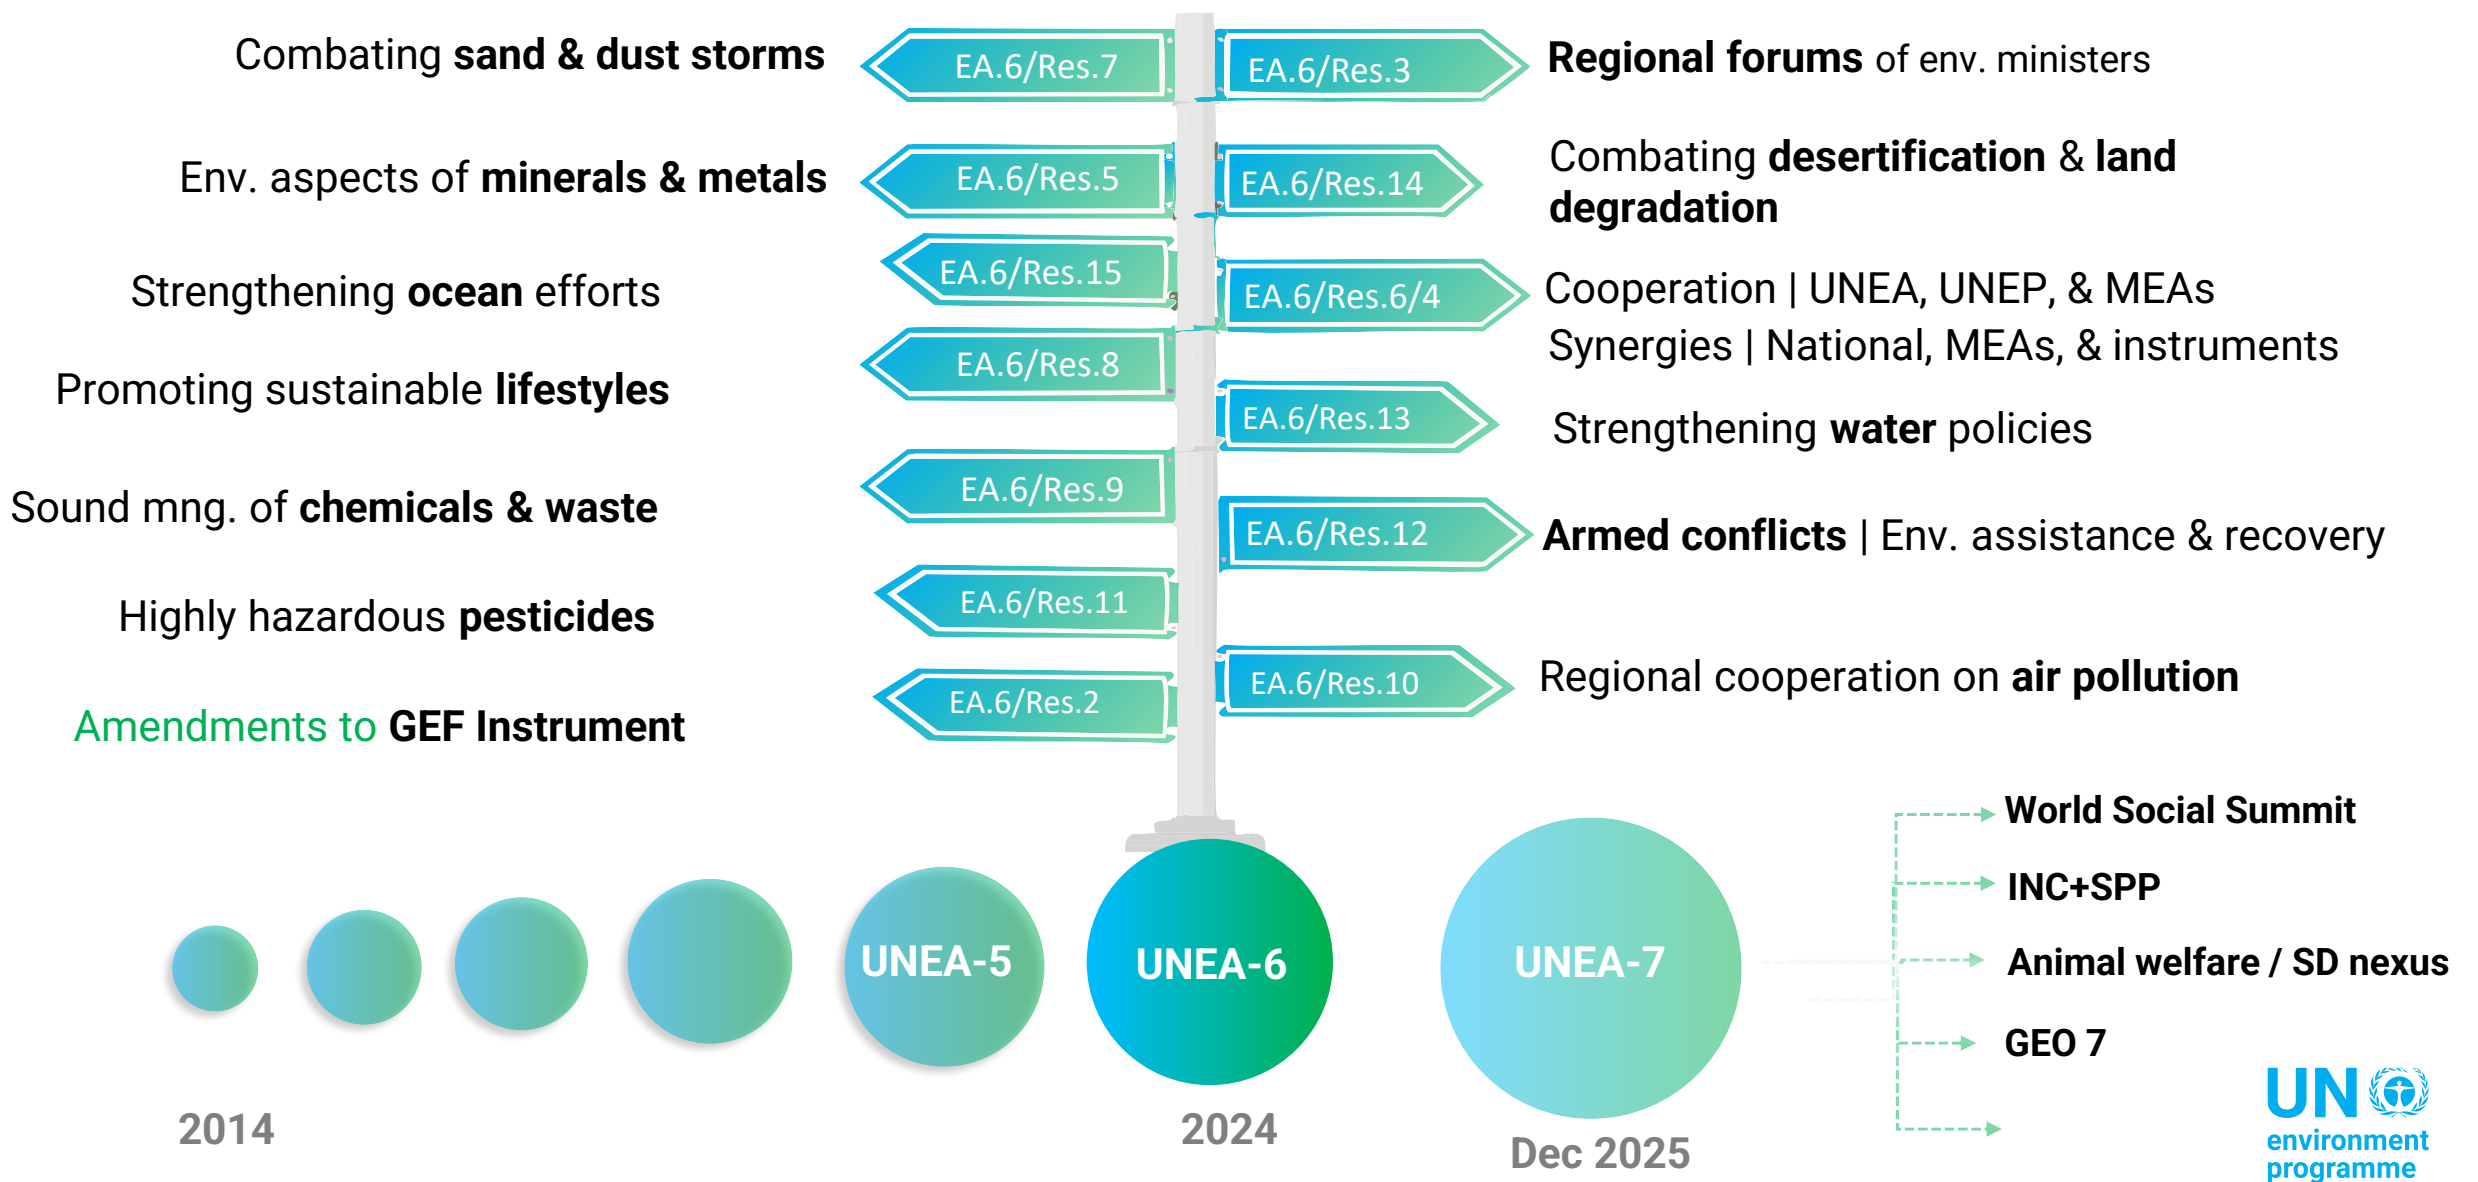 Combating sand & dust storms
EA.6/Res.7
EA.6/Res.3
Regional forums of env. ministers
Env. aspects of minerals & metals
EA.6/Res.5
EA.6/Res.14
Combating desertification & land
degradation
Strengthening ocean efforts
EA.6/Res.15
EA.6/Res.6/4
Cooperation | UNEA, UNEP, & MEAs
Synergies | National, MEAs, & instruments
Promoting sustainable lifestyles
EA.6/Res.8
EA.6/Res.13
Strengthening water policies
Sound mng. of chemicals & waste
EA.6/Res.9
EA.6/Res.12
Armed conflicts | Env. assistance & recovery
Highly hazardous pesticides
EA.6/Res.11
EA.6/Res.10
Regional cooperation on air pollution
Amendments to GEF Instrument
EA.6/Res.2
UNEA-5
UNEA-6
UNEA-7
World Social Summit
INC+SPP
Animal welfare / SD nexus
GEO 7
2014
2024
Dec 2025
UN
environment
programme